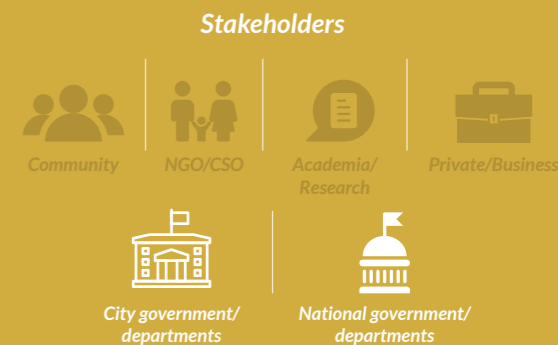 Stakeholders
Community
NGO/CSO
Academia/
Research
Private/Business
City government/
departments
National government/
departments